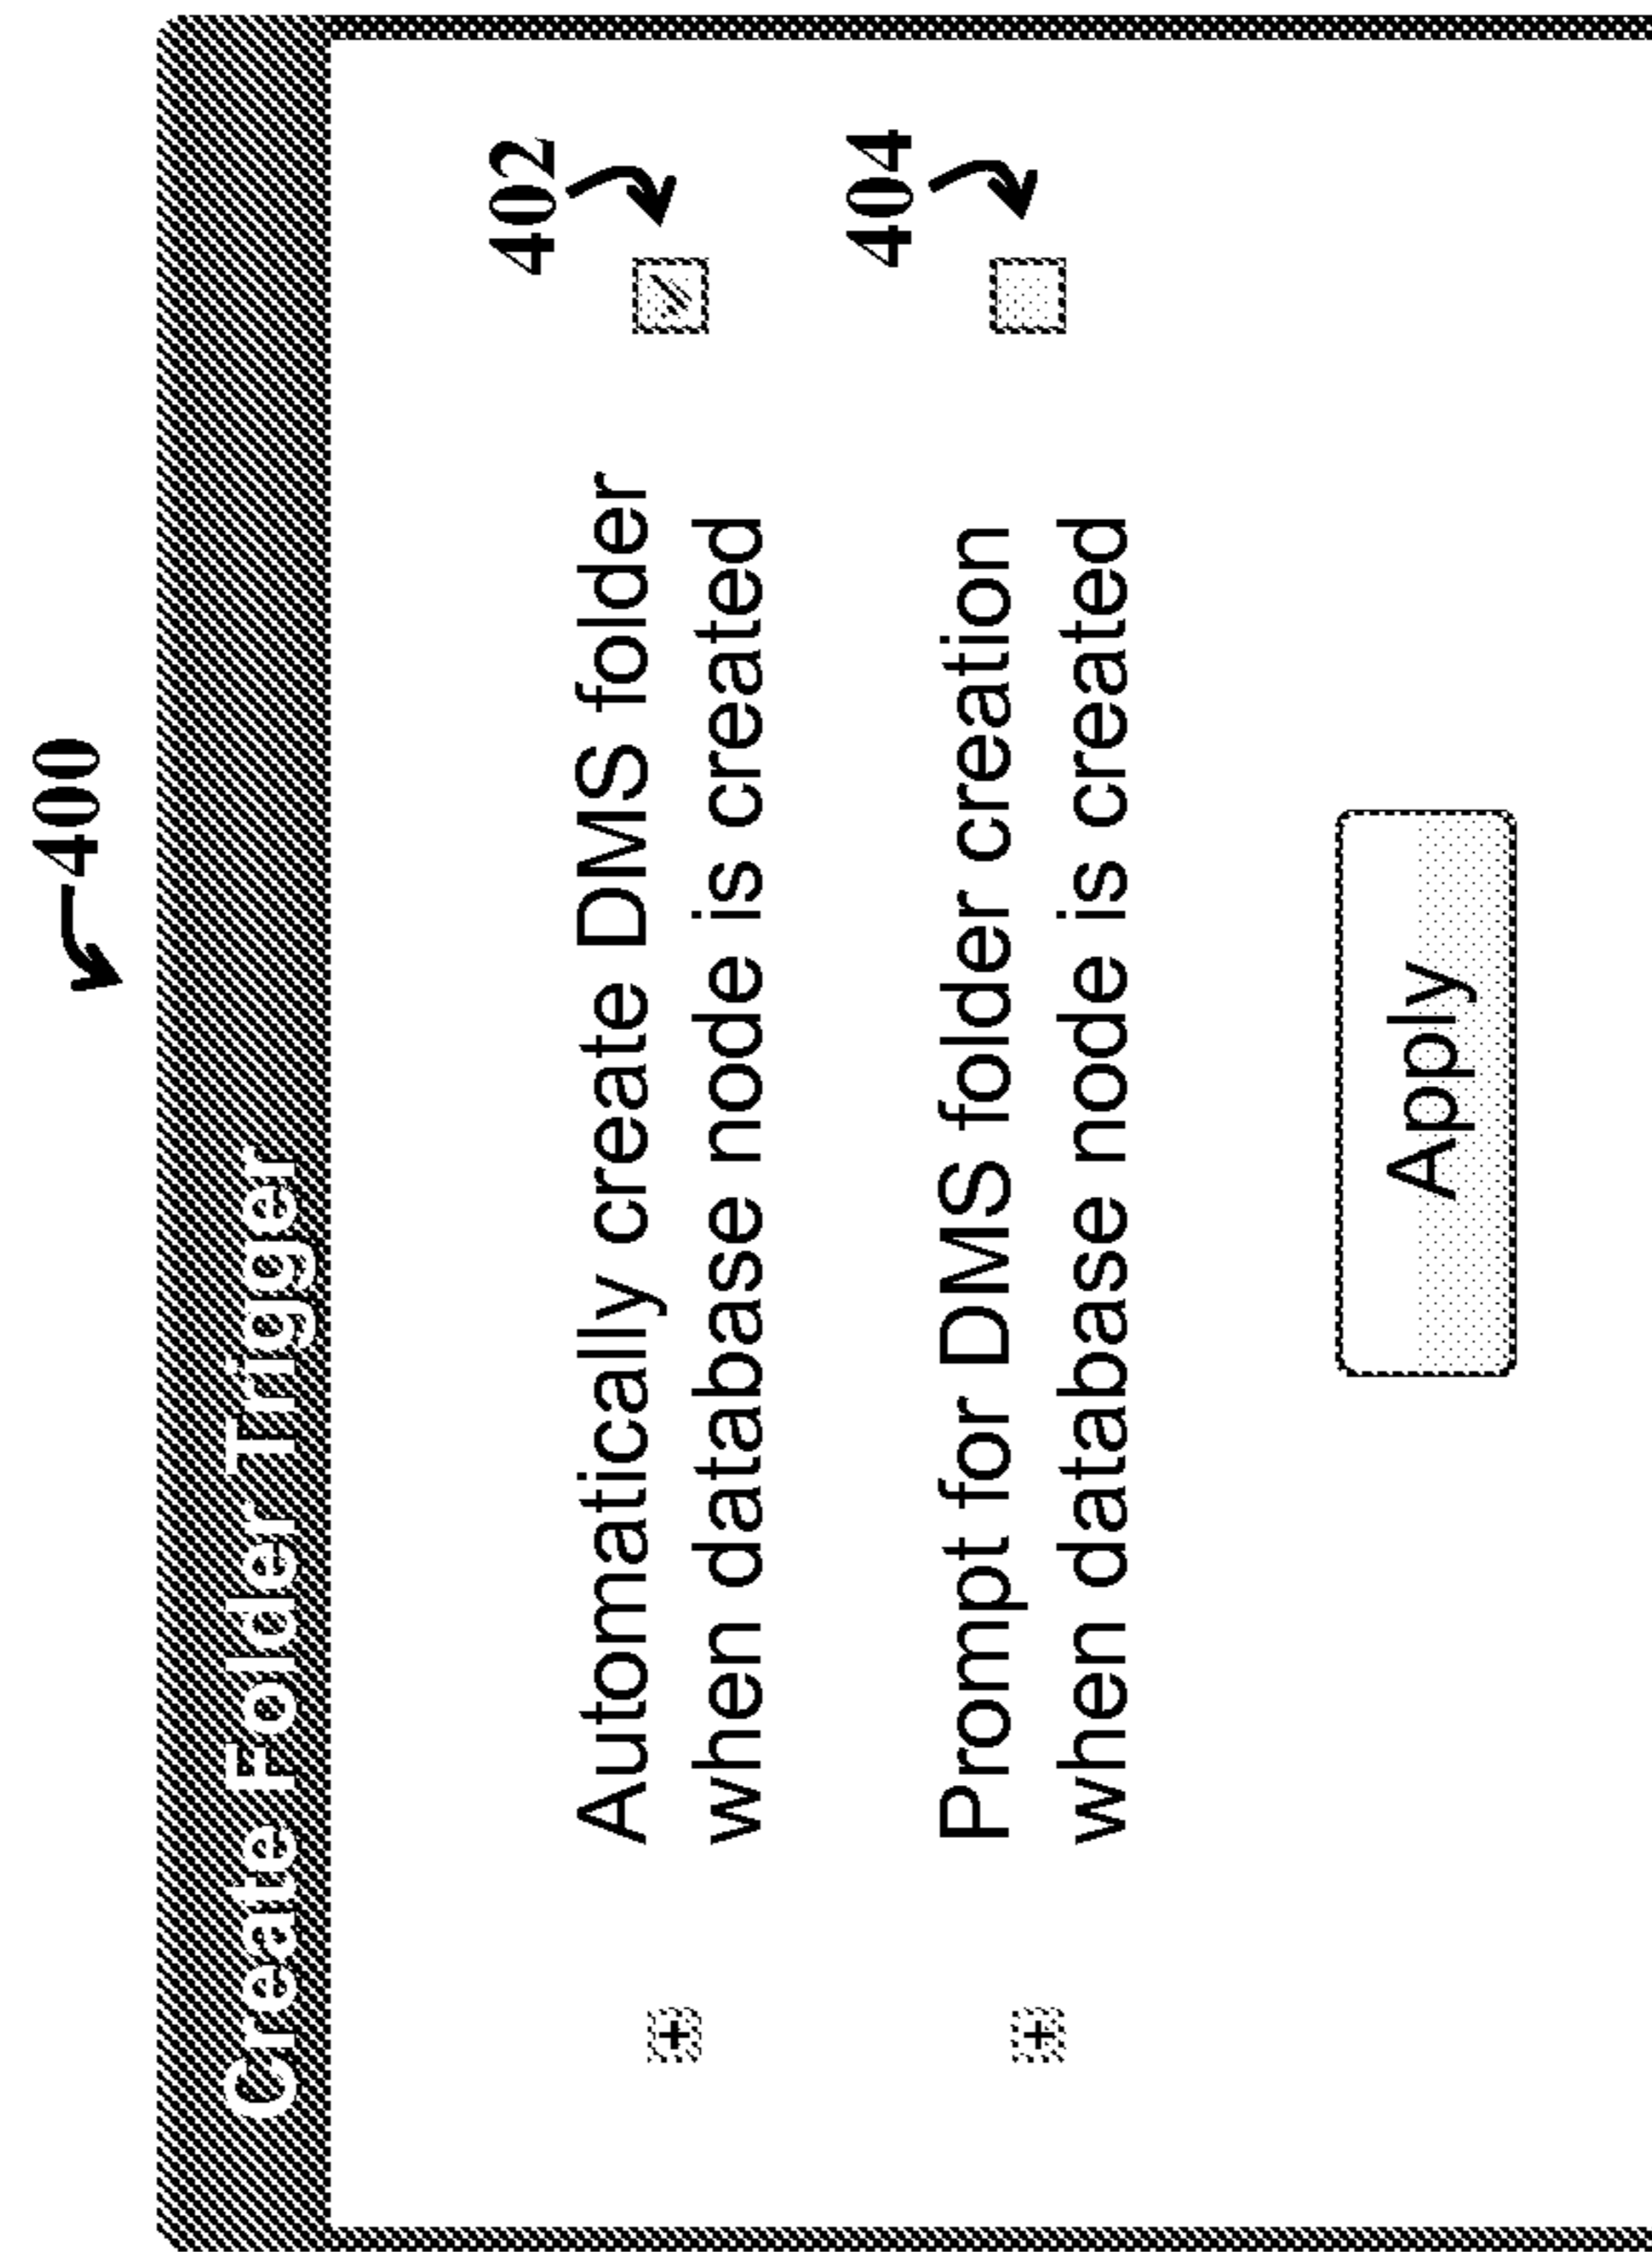 400
Create Folder Trigger
402
+ Automatically create DMS folder
when database node is created
404
+ Prompt for DMS folder creation
when database node is created
Apply